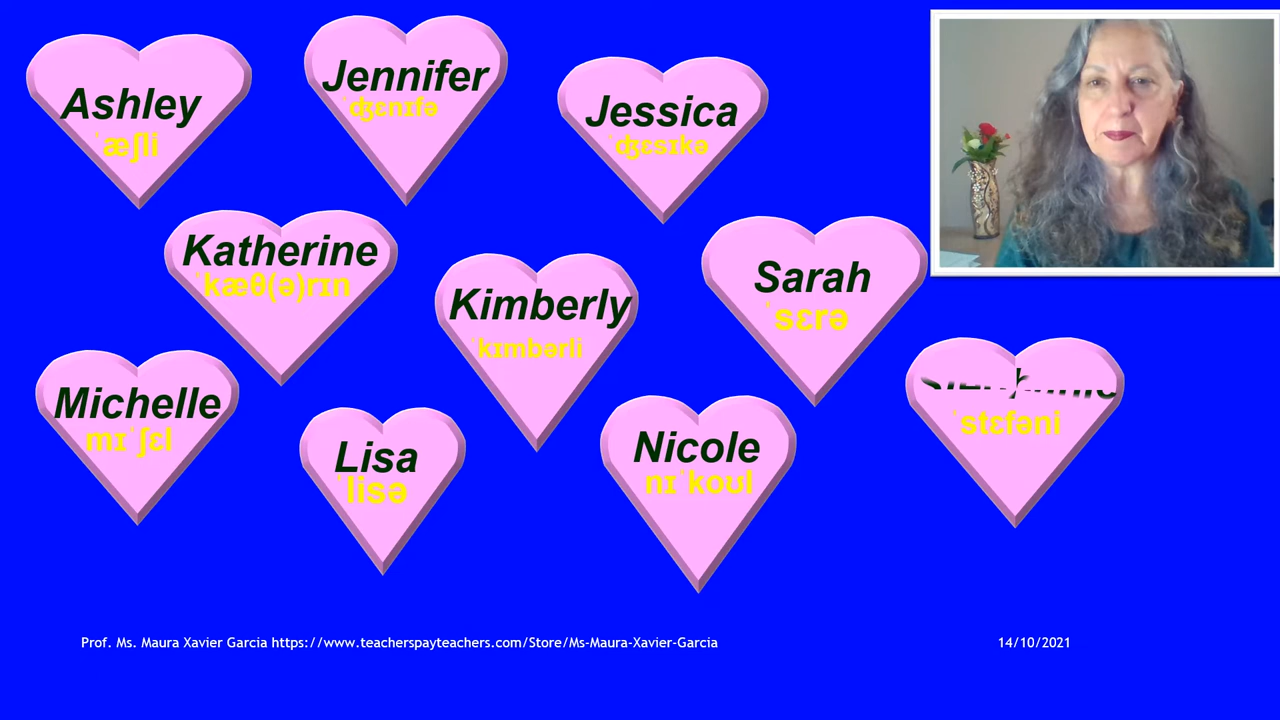 Ashley
ˈæʃli
Jennifer
ˈʤɛnɪfə
Jessica
ˈʤɛsɪkə
Katherine
ˈkæθ(ə)rɪn
Kimberly
ˈkɪmbərli
Sarah
ˈsɛrə
Michelle
mɪˈʃɛl
Lisa
ˈlisə
Nicole
nɪˈkoʊl
ˈstɛfəni
Prof. Ms. Maura Xavier Garcia https://www.teacherspayteachers.com/Store/Ms-Maura-Xavier-Garcia
14/10/2021